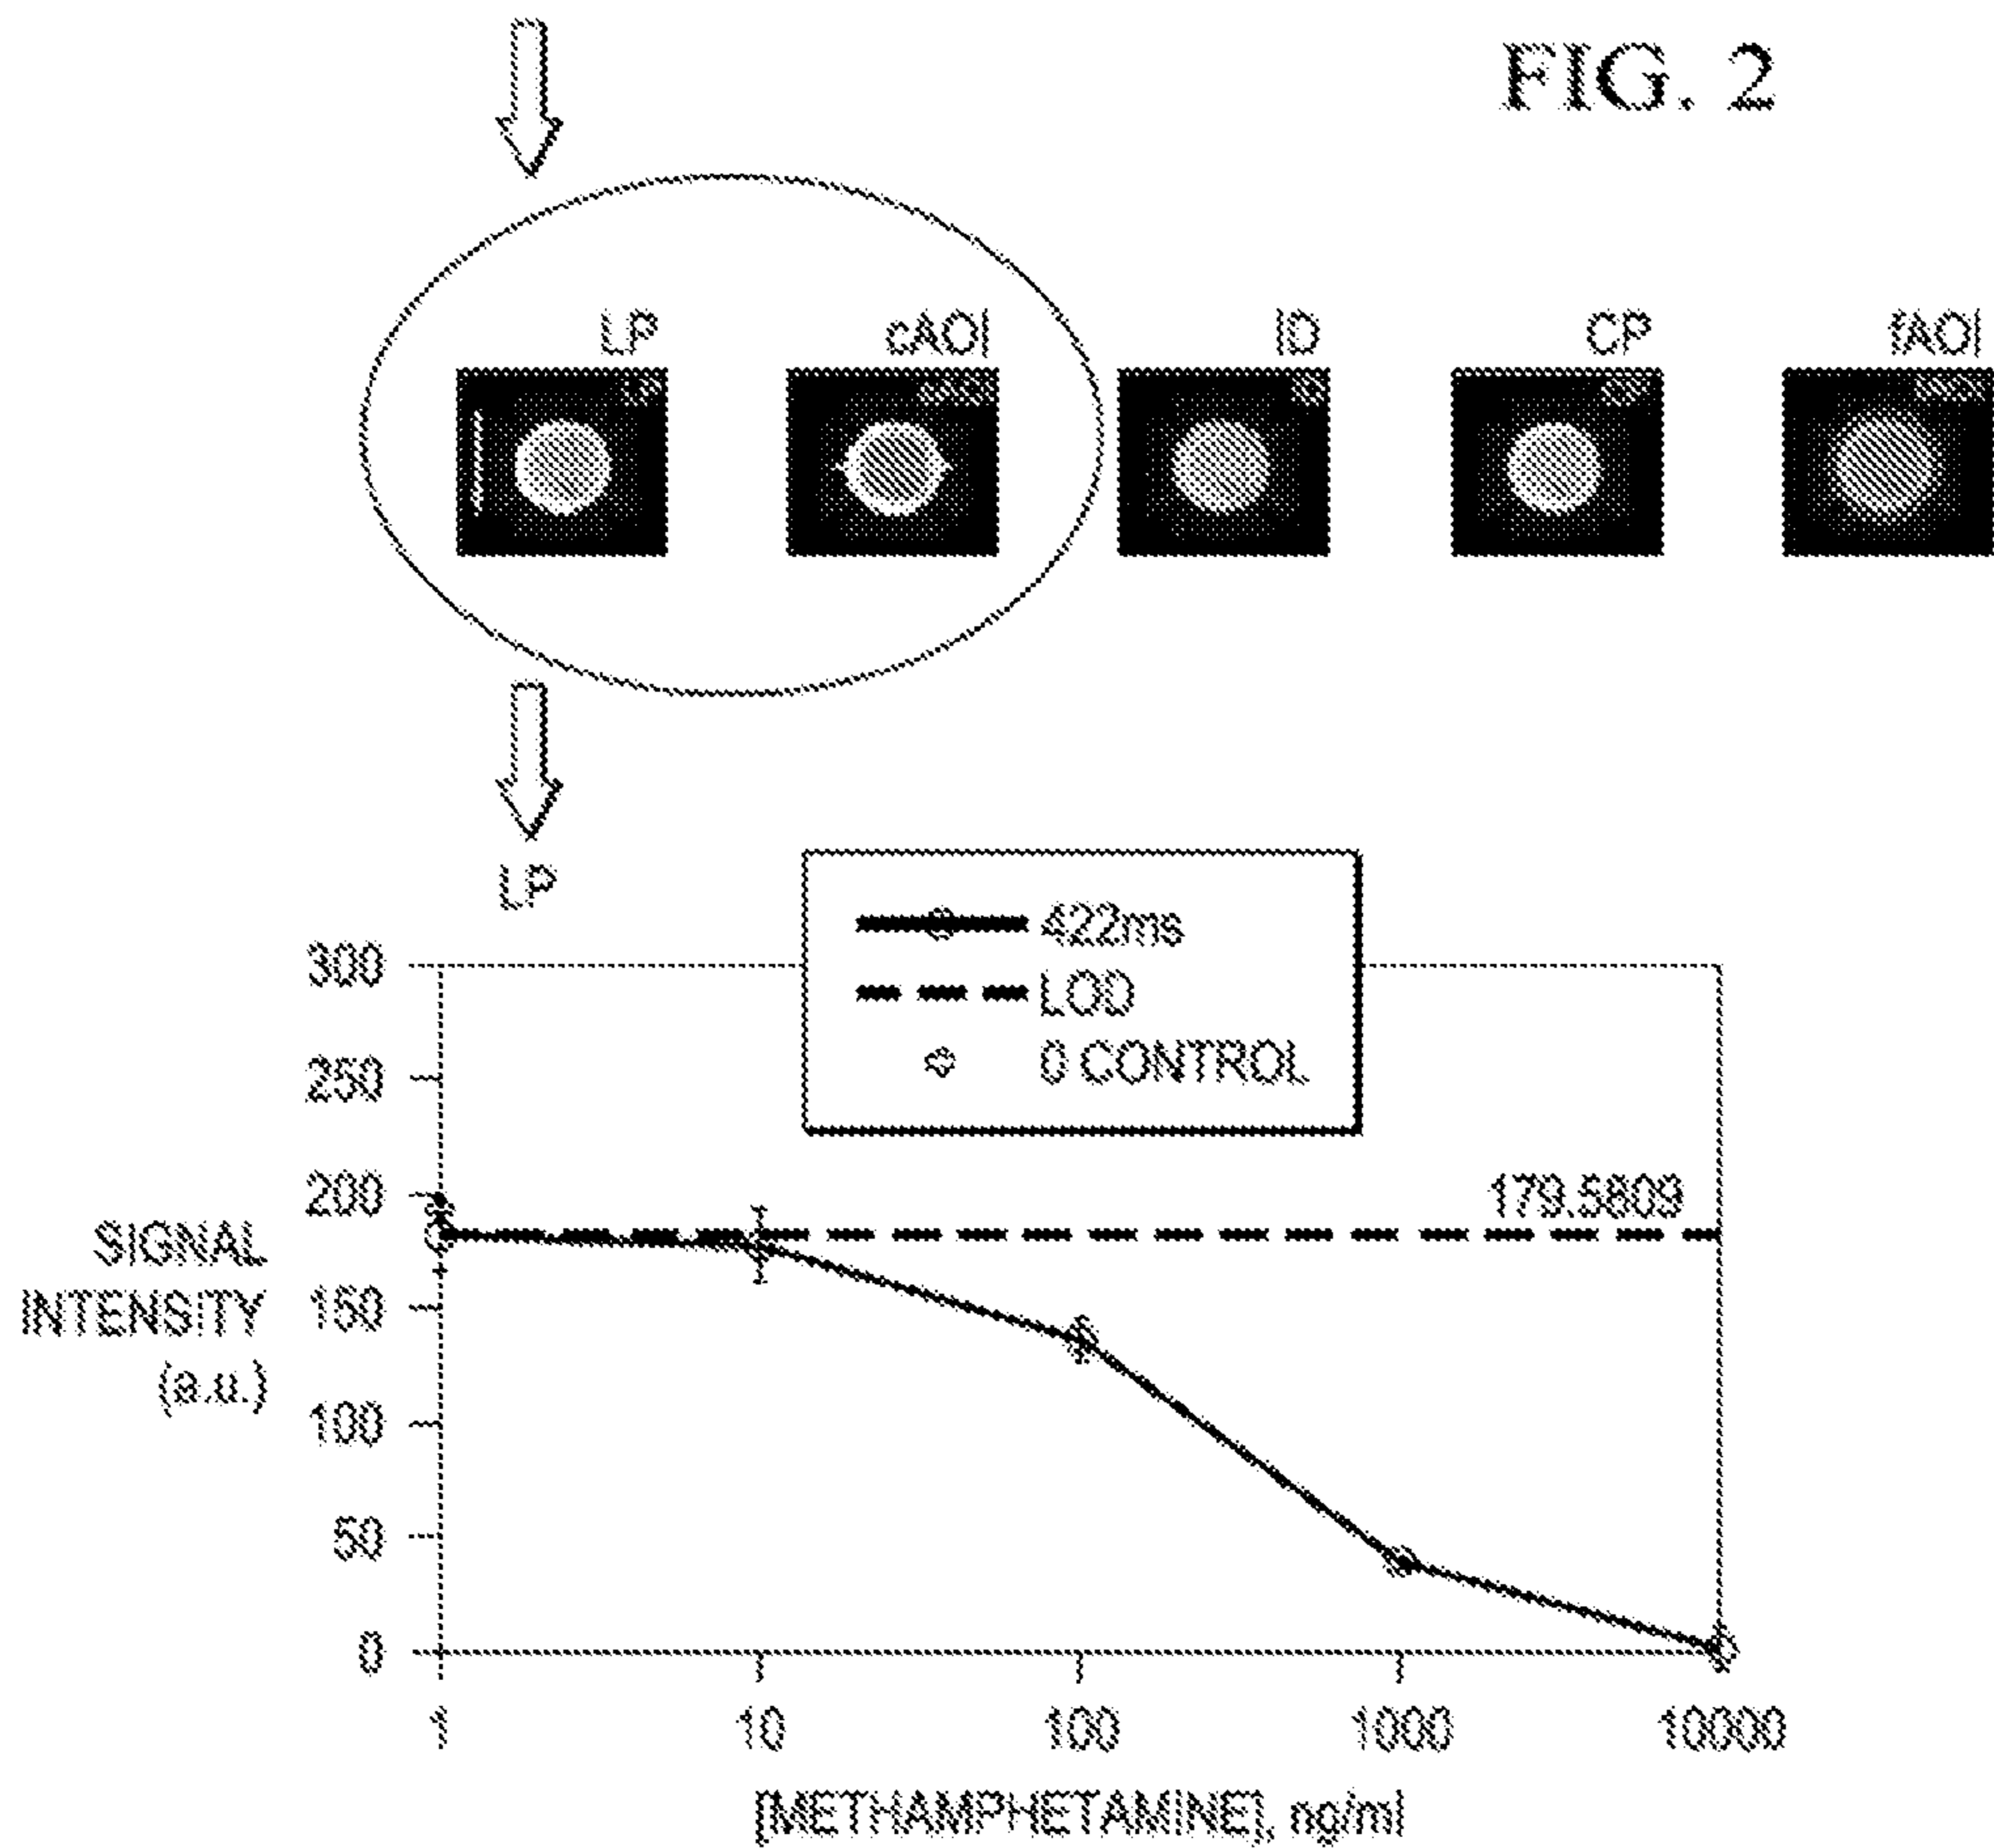 FIG. 2
LP cAOI ID CP fAOI
LP
422ms
LOD
0 CONTROL
300
250
200
150
100
50
0
179.5809
SIGNAL
INTENSITY
(a.u.)
1 10 100 1000 10000
[METHAMPHETAMINE], ng/ml